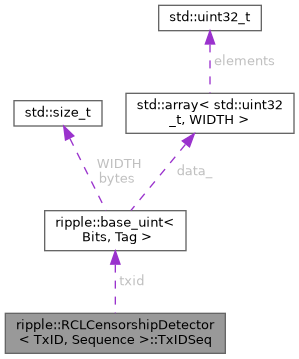 std::uint32_t
elements
std::size_t
std::array< std::uint32
_t, WIDTH >
WIDTH
bytes
data_
ripple::base_uint<
Bits, Tag >
txid
ripple::RCLCensorshipDetector
< TxID, Sequence >::TxIDSeq